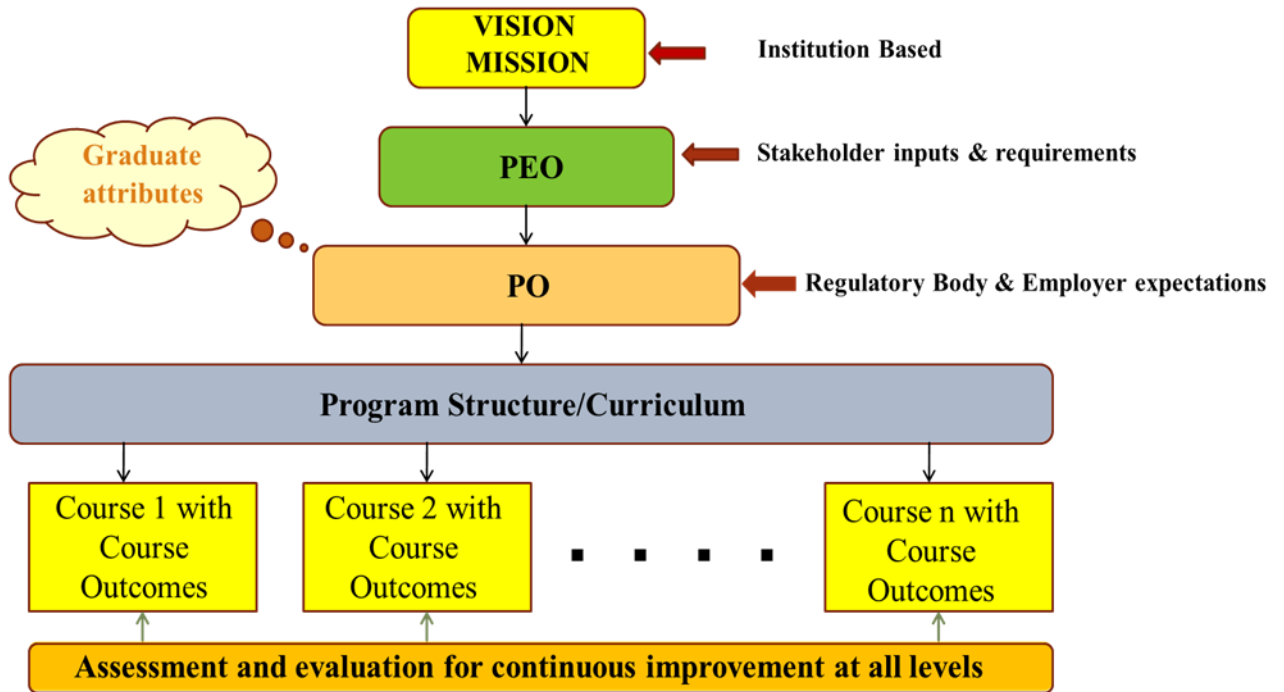 VISION
MISSION
Institution Based
PEO
Stakeholder inputs & requirements
Graduate
attributes
PO
Regulatory Body & Employer expectations
Program Structure/Curriculum
Course 1 with
Course
Outcomes
Course 2 with
Course
Outcomes
Course n with
Course
Outcomes
Assessment and evaluation for continuous improvement at all levels